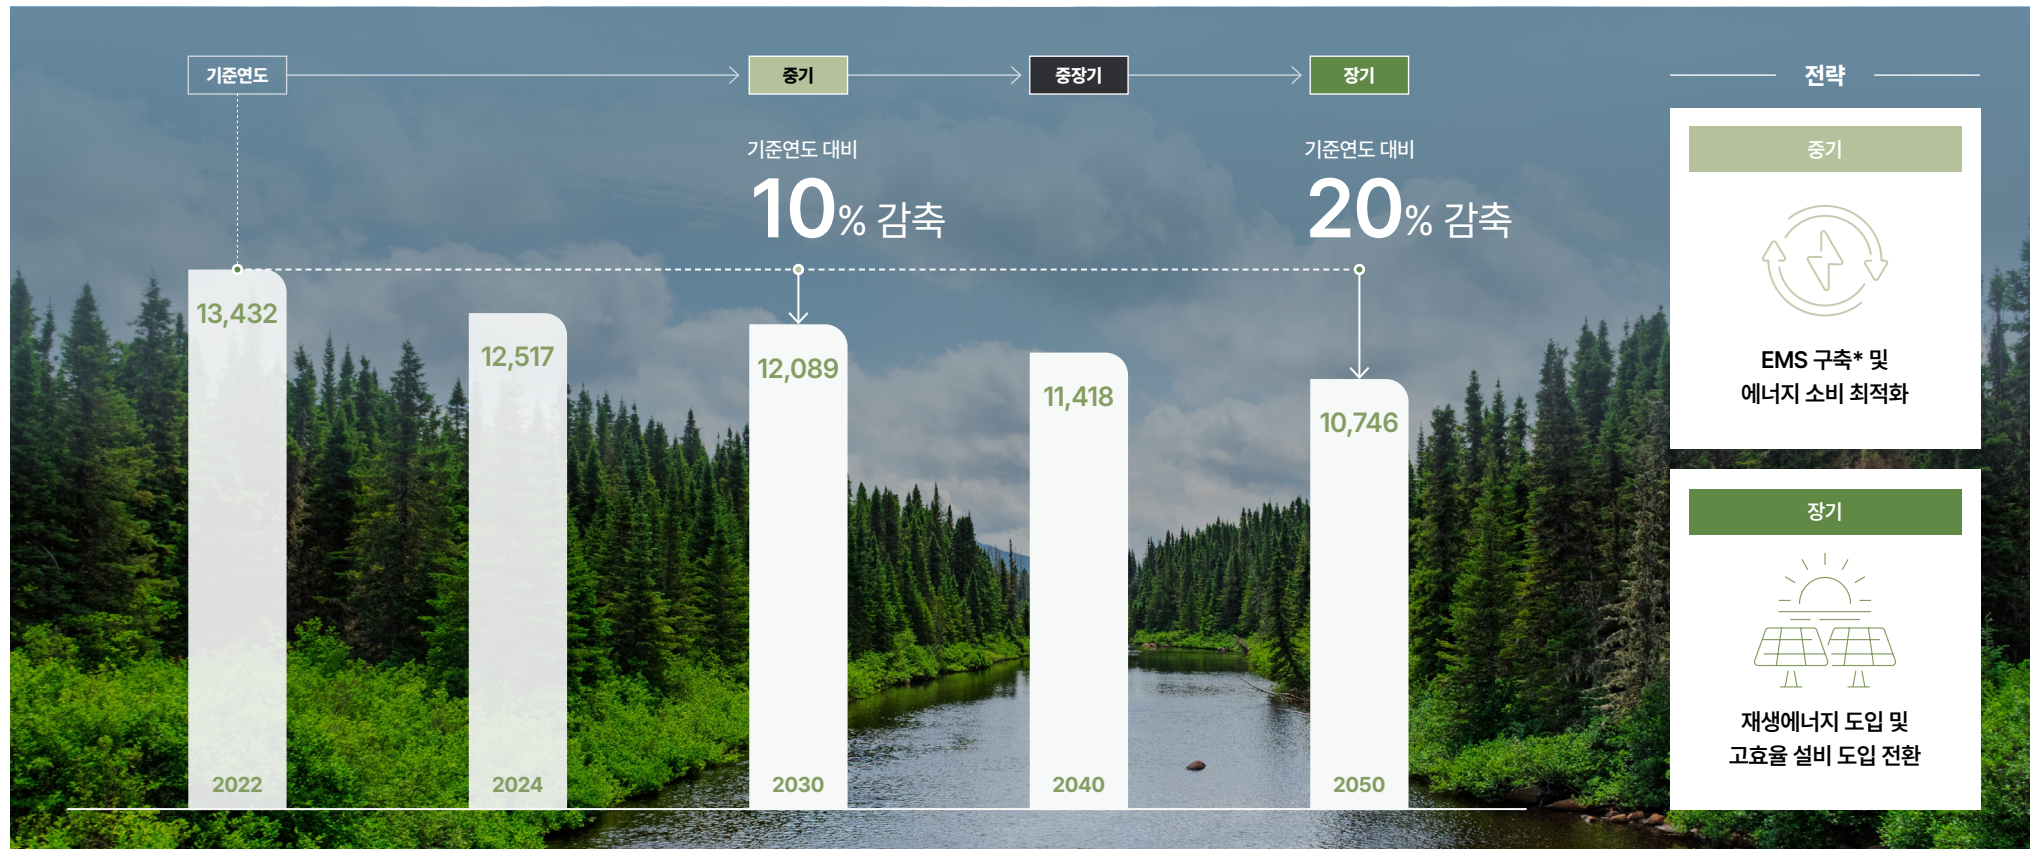 기준연도
중기
중장기
장기
전략
기준연도 대비
10% 감축
기준연도 대비
20% 감축
13,432
12,517
12,089
11,418
10,746
2022
2024
2030
2040
2050
중기
EMS 구축* 및
에너지 소비 최적화
장기
재생에너지 도입 및
고효율 설비 도입 전환